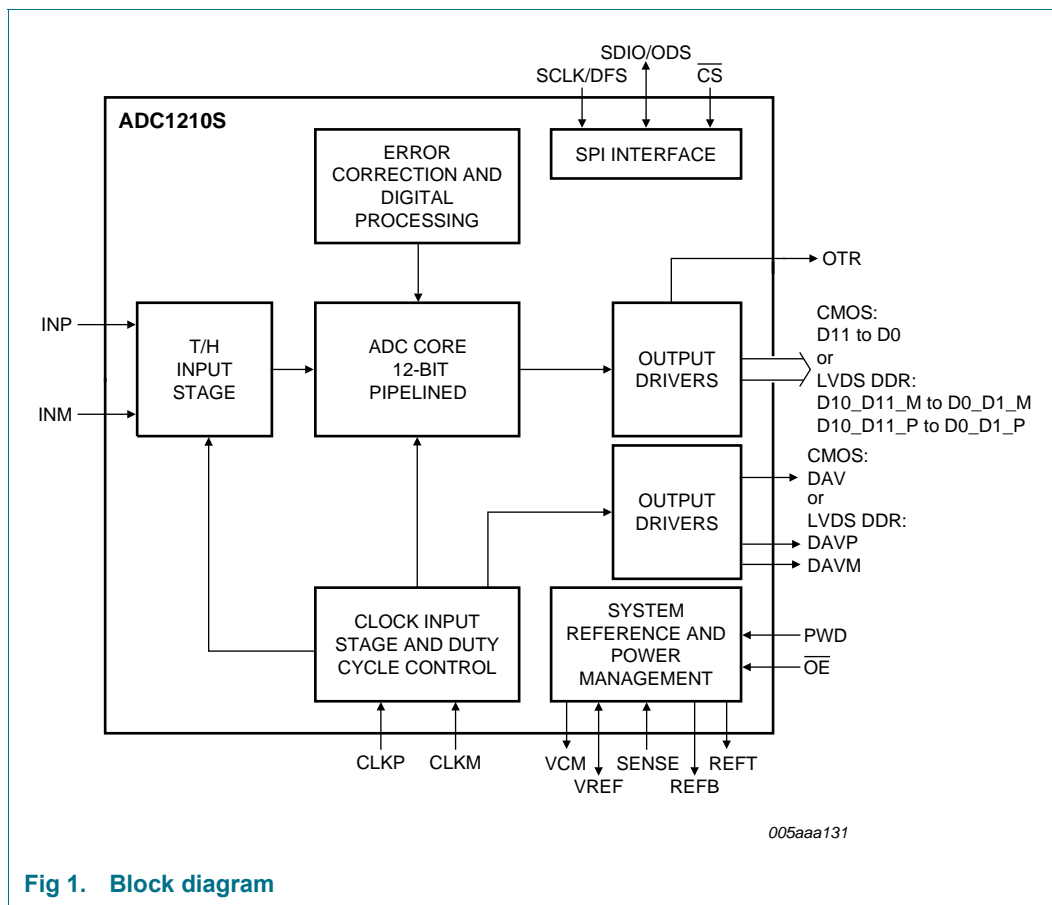 SDIO/ODS
SCLK/DFS
C̅S̅
ADC1210S
ERROR
CORRECTION AND
DIGITAL
PROCESSING
SPI INTERFACE
OTR
INP
INM
T/H
INPUT
STAGE
ADC CORE
12-BIT
PIPELINED
OUTPUT
DRIVERS
CMOS:
D11 to D0
or
LVDS DDR:
D10_D11_M to D0_D1_M
D10_D11_P to D0_D1_P
OUTPUT
DRIVERS
CMOS:
DAV
or
LVDS DDR:
DAVP
DAVM
CLOCK INPUT
STAGE AND DUTY
CYCLE CONTROL
SYSTEM
REFERENCE AND
POWER
MANAGEMENT
PWD
O̅E̅
CLKP
CLKM
VCM
SENSE
REFT
VREF
REFB
005aaa131
Fig 1. Block diagram